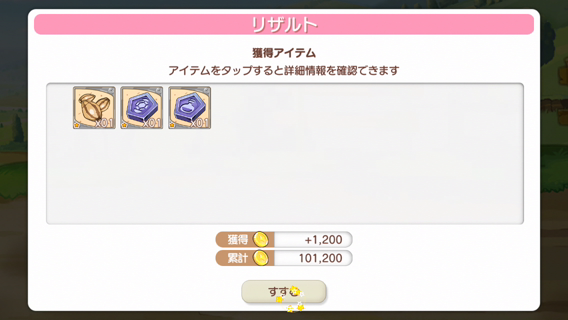 リザルト
獲得アイテム
アイテムをタップすると詳細情報を確認できます
x01 x01 x01
獲得 +1,200
累計 101,200
すすむ